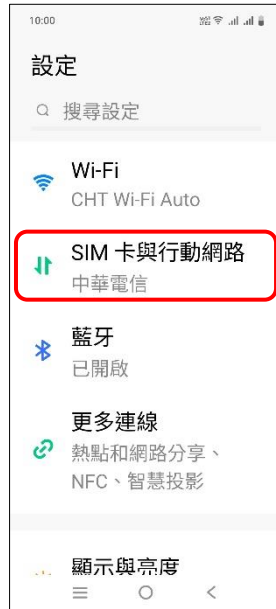 10:00
設定
搜尋設定
Wi-Fi
CHT Wi-Fi Auto
SIM 卡與行動網路
中華電信
藍牙
已開啟
更多連線
熱點和網路分享、
NFC、智慧投影
顯示與亮度